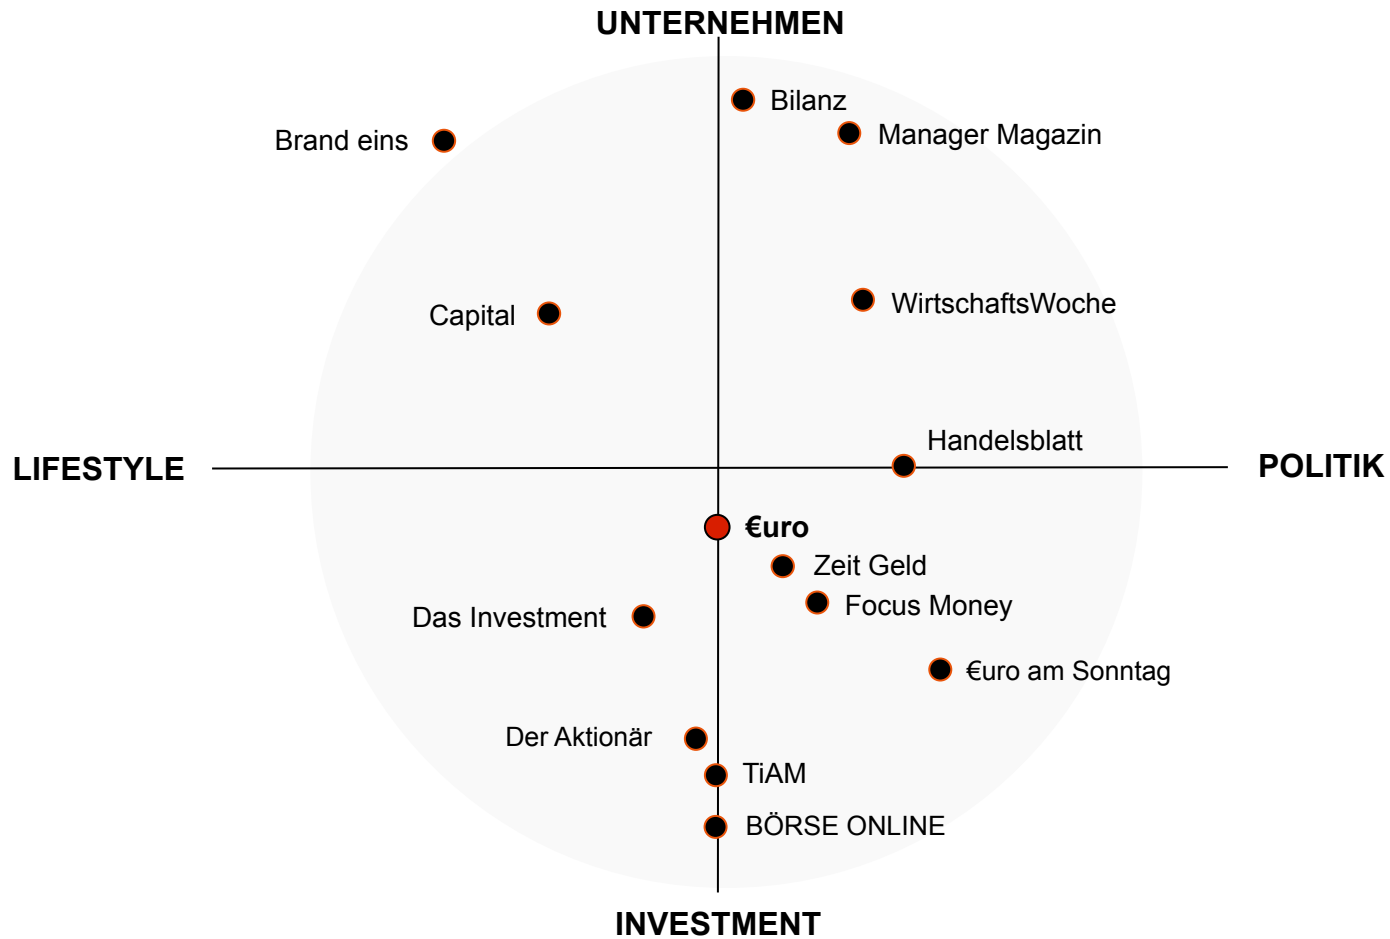 UNTERNEHMEN
Bilanz
Manager Magazin
Brand eins
WirtschaftsWoche
Capital
Handelsblatt
LIFESTYLE
POLITIK
€uro
Zeit Geld
Focus Money
Das Investment
€uro am Sonntag
Der Aktionär
TiAM
BÖRSE ONLINE
INVESTMENT